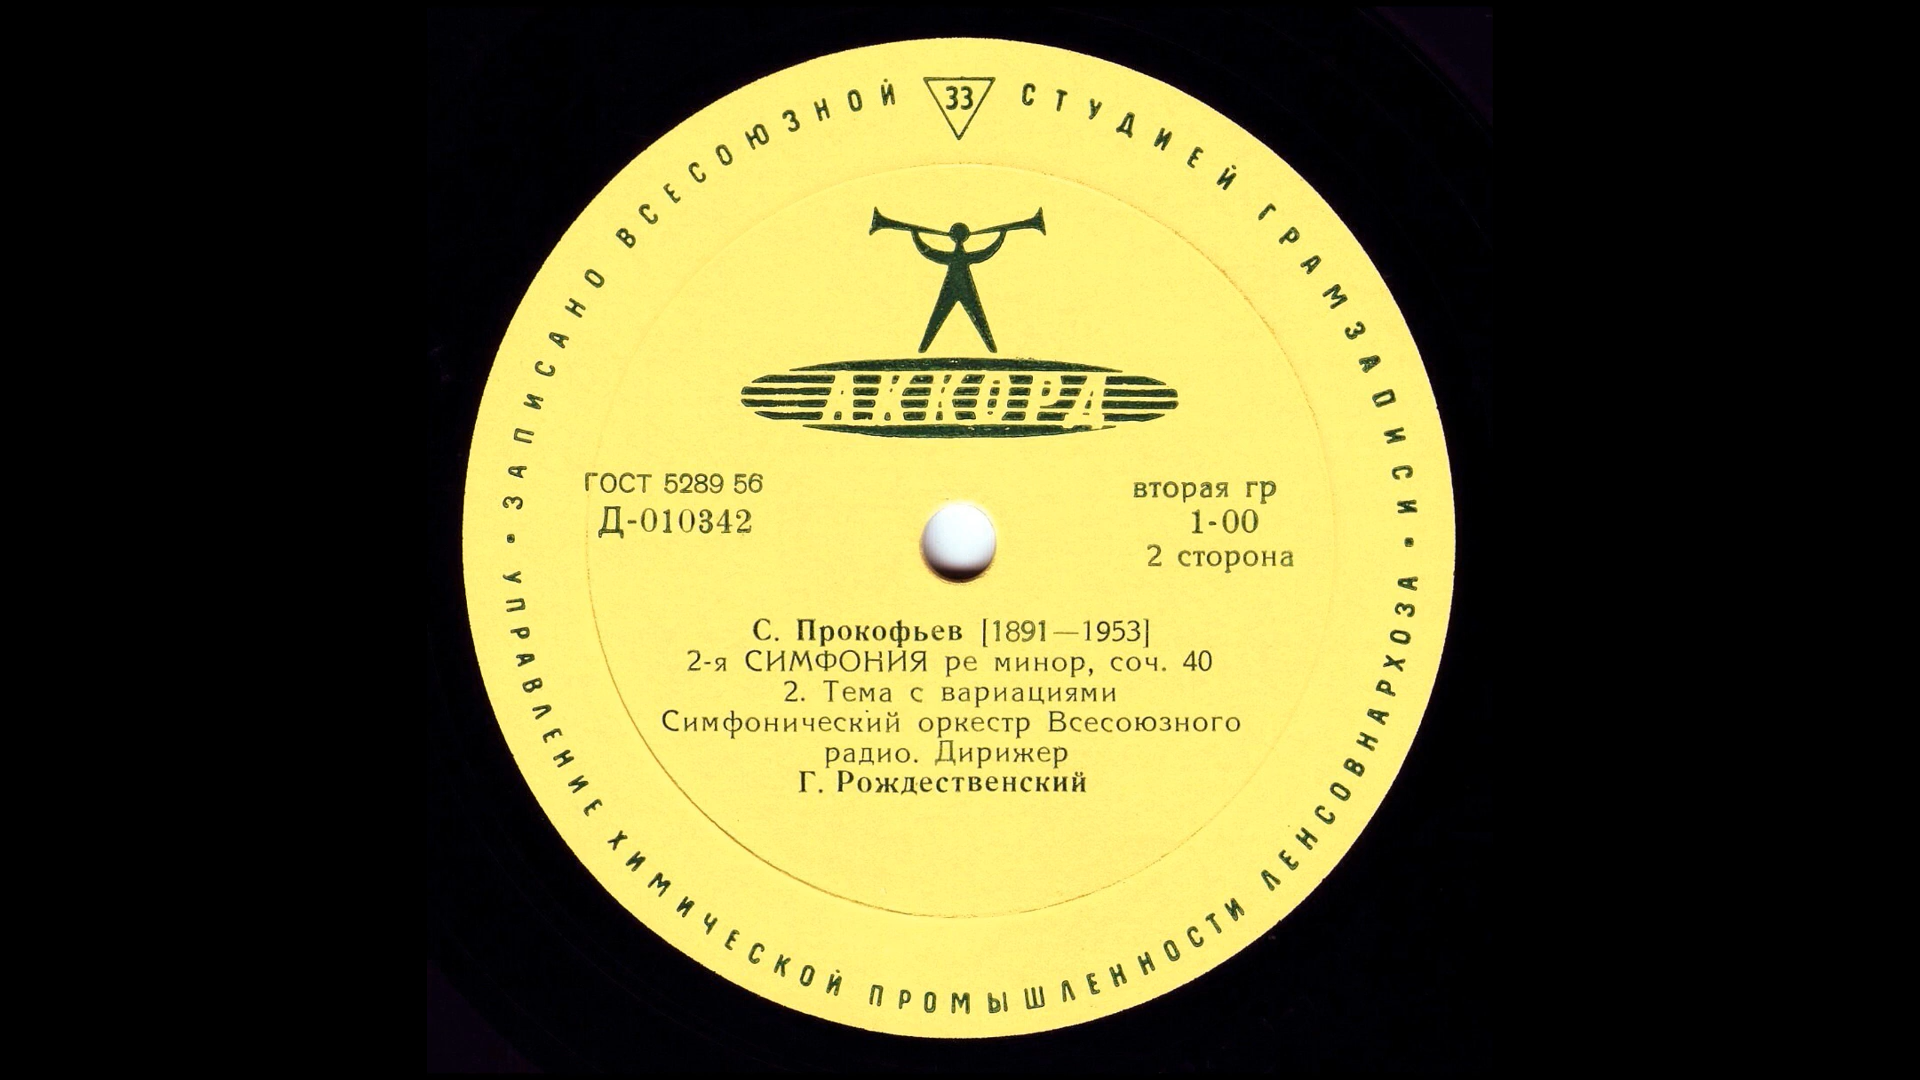 ЗАПИСАНО ВСЕСОЮЗНОЙ 33 СТУДИЕЙ ГРАМЗАПИСИ •
АККОРД
ГОСТ 5289 56
Д-010342
вторая гр
1-00
2 сторона
С. Прокофьев [1891—1953]
2-я СИМФОНИЯ ре минор, соч. 40
2. Тема с вариациями
Симфонический оркестр Всесоюзного
радио. Дирижер
Г. Рождественский
• УПРАВЛЕНИЕ ХИМИЧЕСКОЙ ПРОМЫШЛЕННОСТИ ЛЕНСОВНАРХОЗА